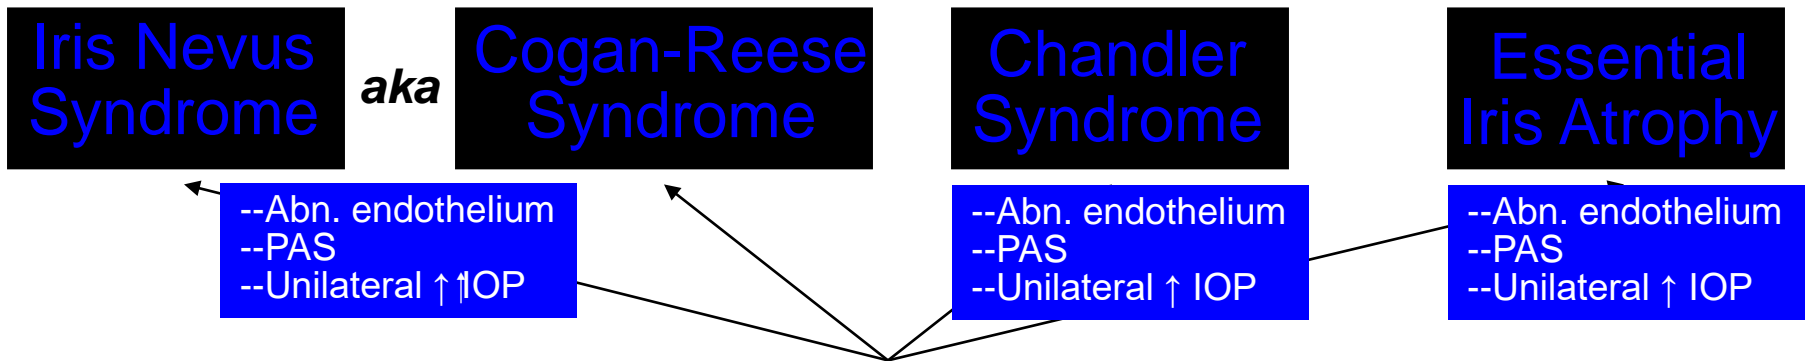 Iris Nevus
Syndrome
aka
Cogan-Reese
Syndrome
Chandler
Syndrome
Essential
Iris Atrophy
--Abn. endothelium
--PAS
--Unilateral ↑ ↑IOP
--Abn. endothelium
--PAS
--Unilateral ↑ IOP
--Abn. endothelium
--PAS
--Unilateral ↑ IOP